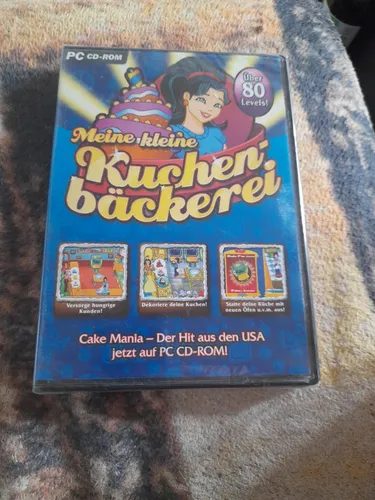 PC CD-ROM
Über
80
Levels!
Meine kleine
Kuchen-
bäckerei
Versorge hungrige
Kunden!
Dekoriere deine Kuchen!
Statte deine Küche mit
neuen Öfen u.v.m. aus!
Cake Mania – Der Hit aus den USA
jetzt auf PC CD-ROM!